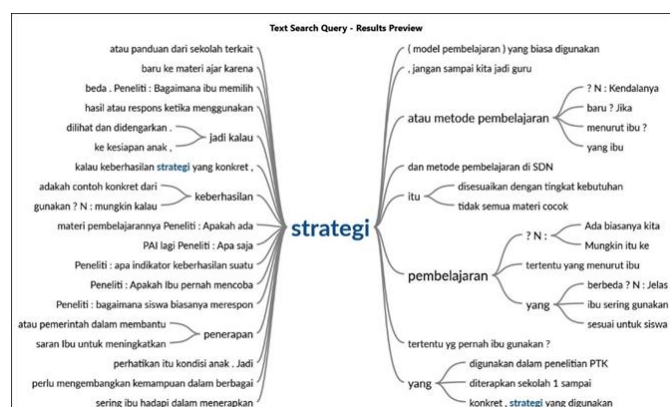 Text Search Query - Results Preview
atau panduan dari sekolah terkait
baru ke materi ajar karena
beda . Peneliti : Bagaimana ibu memilih
hasil atau respons ketika menggunakan
dilihat dan didengarkan .
ke kesiapan anak ,
jadi kalau
kalau keberhasilan strategi yang konkret ,
adakah contoh konkret dari
gunakan ? N : mungkin kalau
keberhasilan
materi pembelajarannya Peneliti : Apakah ada
PAI lagi Peneliti : Apa saja
Peneliti : apa indikator keberhasilan suatu
Peneliti : Apakah Ibu pernah mencoba
Peneliti : bagaimana siswa biasanya merespon
atau pemerintah dalam membantu
saran Ibu untuk meningkatkan
penerapan
perhatikan itu kondisi anak . Jadi
perlu mengembangkan kemampuan dalam berbagai
sering ibu hadapi dalam menerapkan
strategi
( model pembelajaran ) yang biasa digunakan
, jangan sampai kita jadi guru
atau metode pembelajaran
? N : Kendalanya
baru ? Jika
menurut ibu ?
yang ibu
dan metode pembelajaran di SDN
itu
disesuaikan dengan tingkat kebutuhan
tidak semua materi cocok
pembelajaran
? N :
Ada biasanya kita
Mungkin itu ke
tertentu yang menurut ibu
yang
berbeda ? N : Jelas
ibu sering gunakan
sesuai untuk siswa
tertentu yg pernah ibu gunakan ?
yang
digunakan dalam penelitian PTK
diterapkan sekolah 1 sampai
konkret , strategi yang digunakan